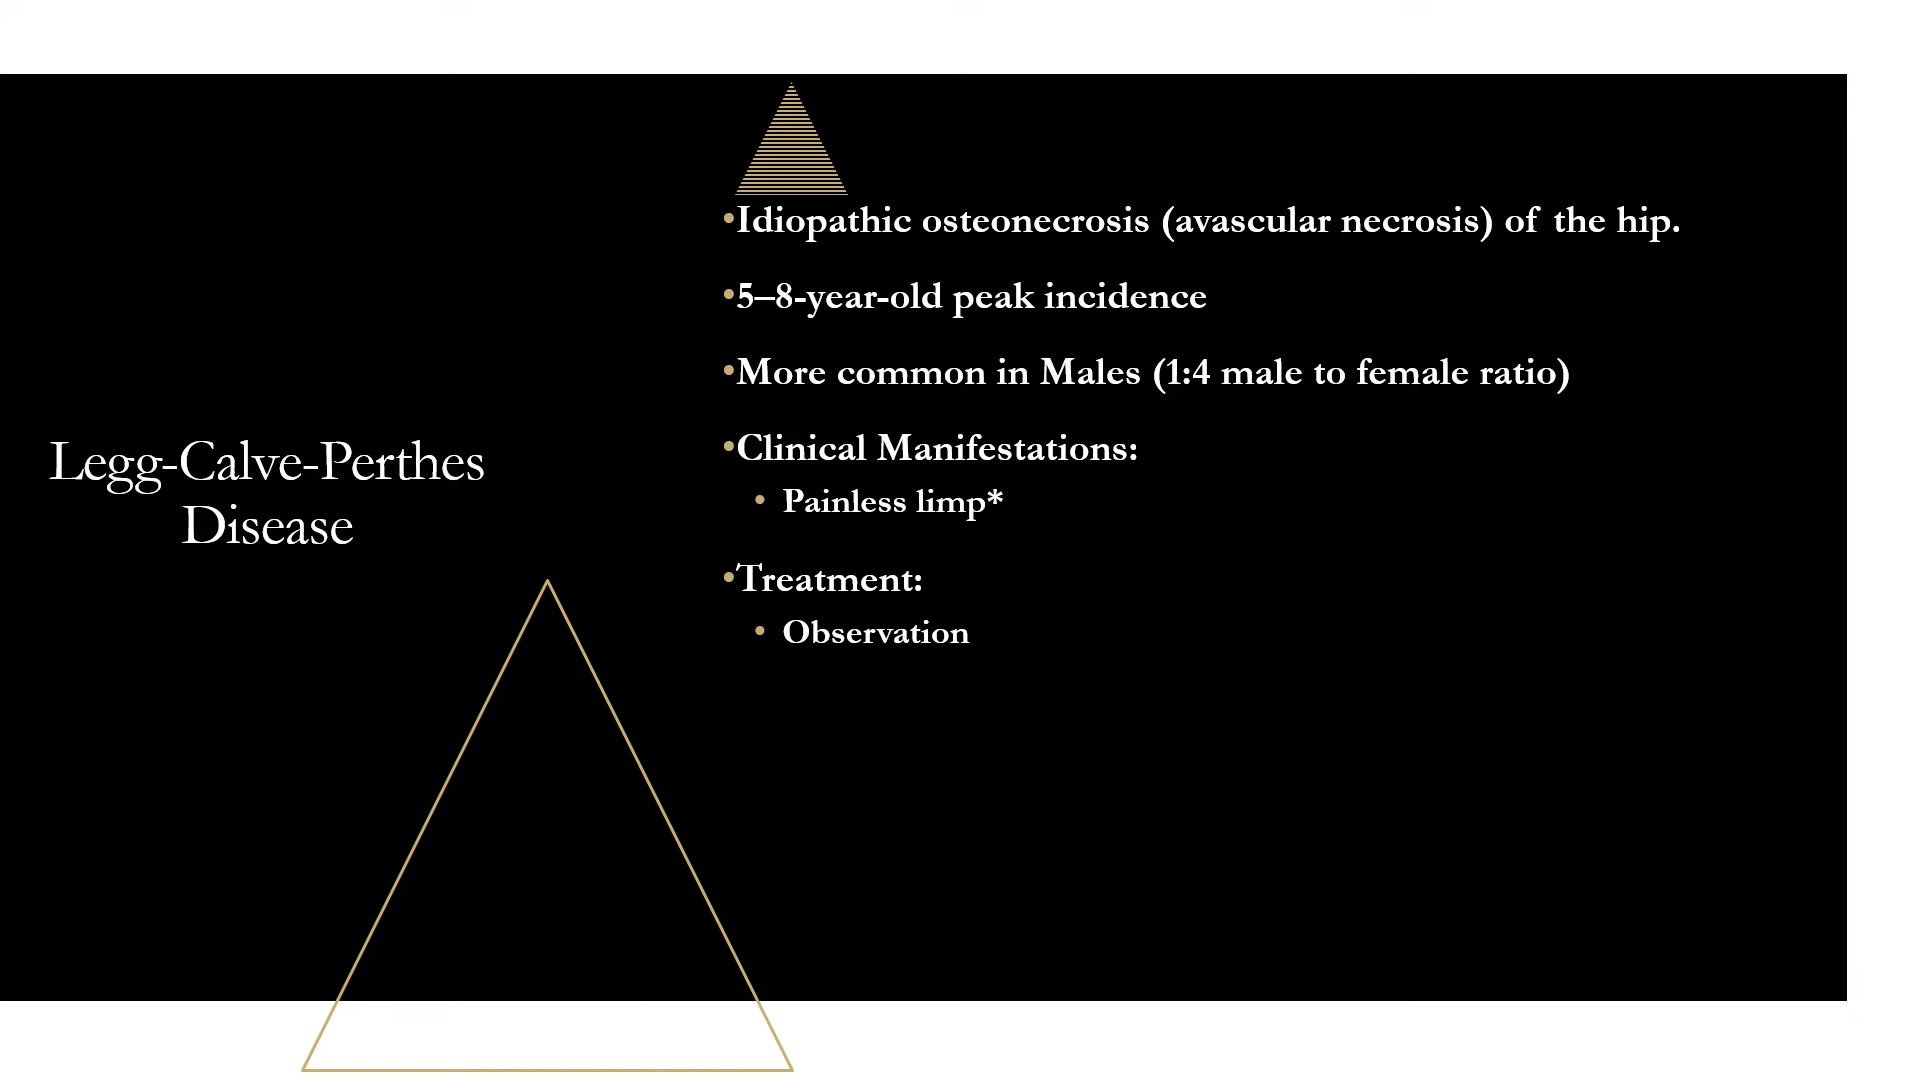 Legg-Calve-Perthes
Disease
•Idiopathic osteonecrosis (avascular necrosis) of the hip.
•5–8-year-old peak incidence
•More common in Males (1:4 male to female ratio)
•Clinical Manifestations:
• Painless limp*
•Treatment:
• Observation